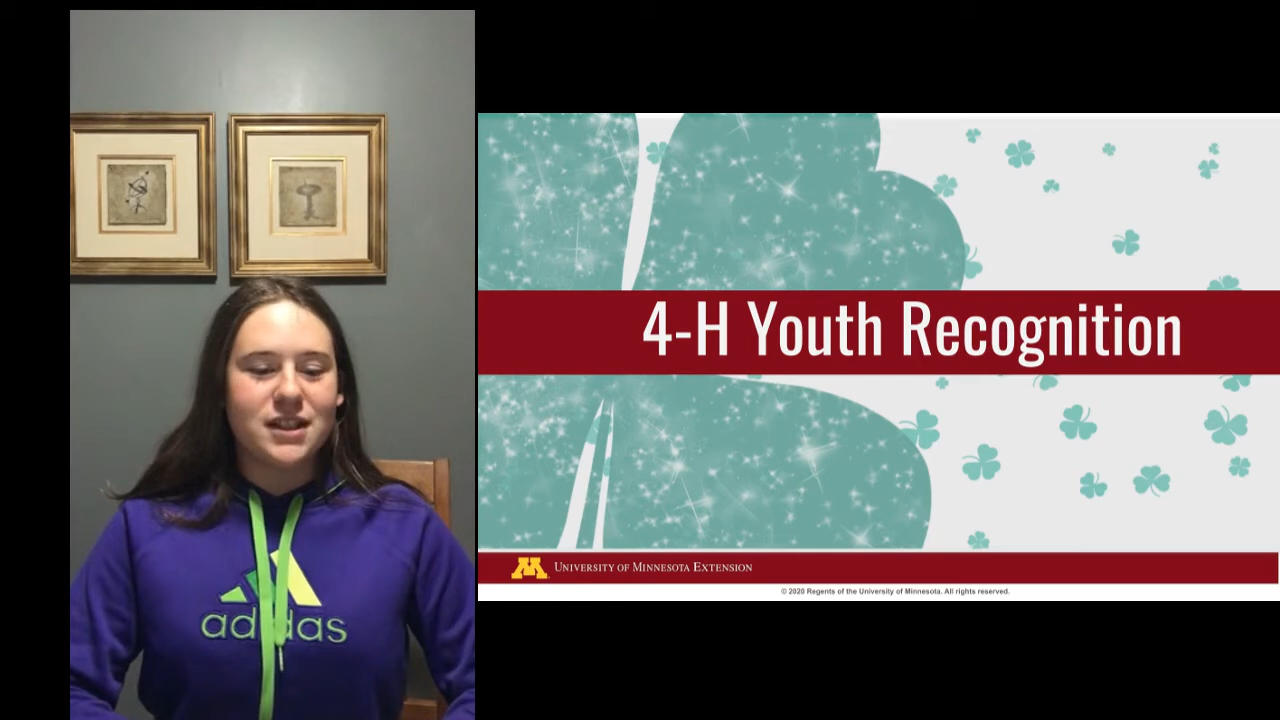 adidas
4-H Youth Recognition
UNIVERSITY OF MINNESOTA EXTENSION
© 2020 Regents of the University of Minnesota. All rights reserved.